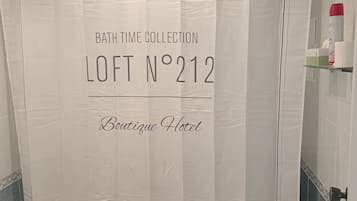 BATH TIME COLLECTION
LOFT N°212
Boutique Hotel